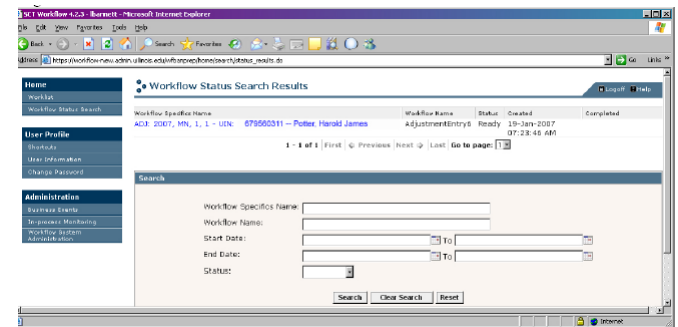 SCT Workflow 4.2.3 - lbarnett - Microsoft Internet Explorer
File Edit View Favorites Tools Help
Back Search Favorites
Address https://workflow-new.admin.uillinois.edu/wfbanprep/home/search/status_results.do Go Links »
Home
Worklist
Workflow Status Search
User Profile
Shortcuts
User Information
Change Password
Administration
Business Events
In-process Monitoring
Workflow System
Administration
Workflow Status Search Results
Logoff Help
Workflow Specifics Name Workflow Name Status Created Completed
ADJ: 2007, MN, 1, 1 - UIN: 679560311 -- Potter, Harold James AdjustmentEntry6 Ready 19-Jan-2007
07:23:46 AM
1 - 1 of 1 First Previous Next Last Go to page: 1
Search
Workflow Specifics Name:
Workflow Name:
Start Date: To
End Date: To
Status:
Search Clear Search Reset
Internet